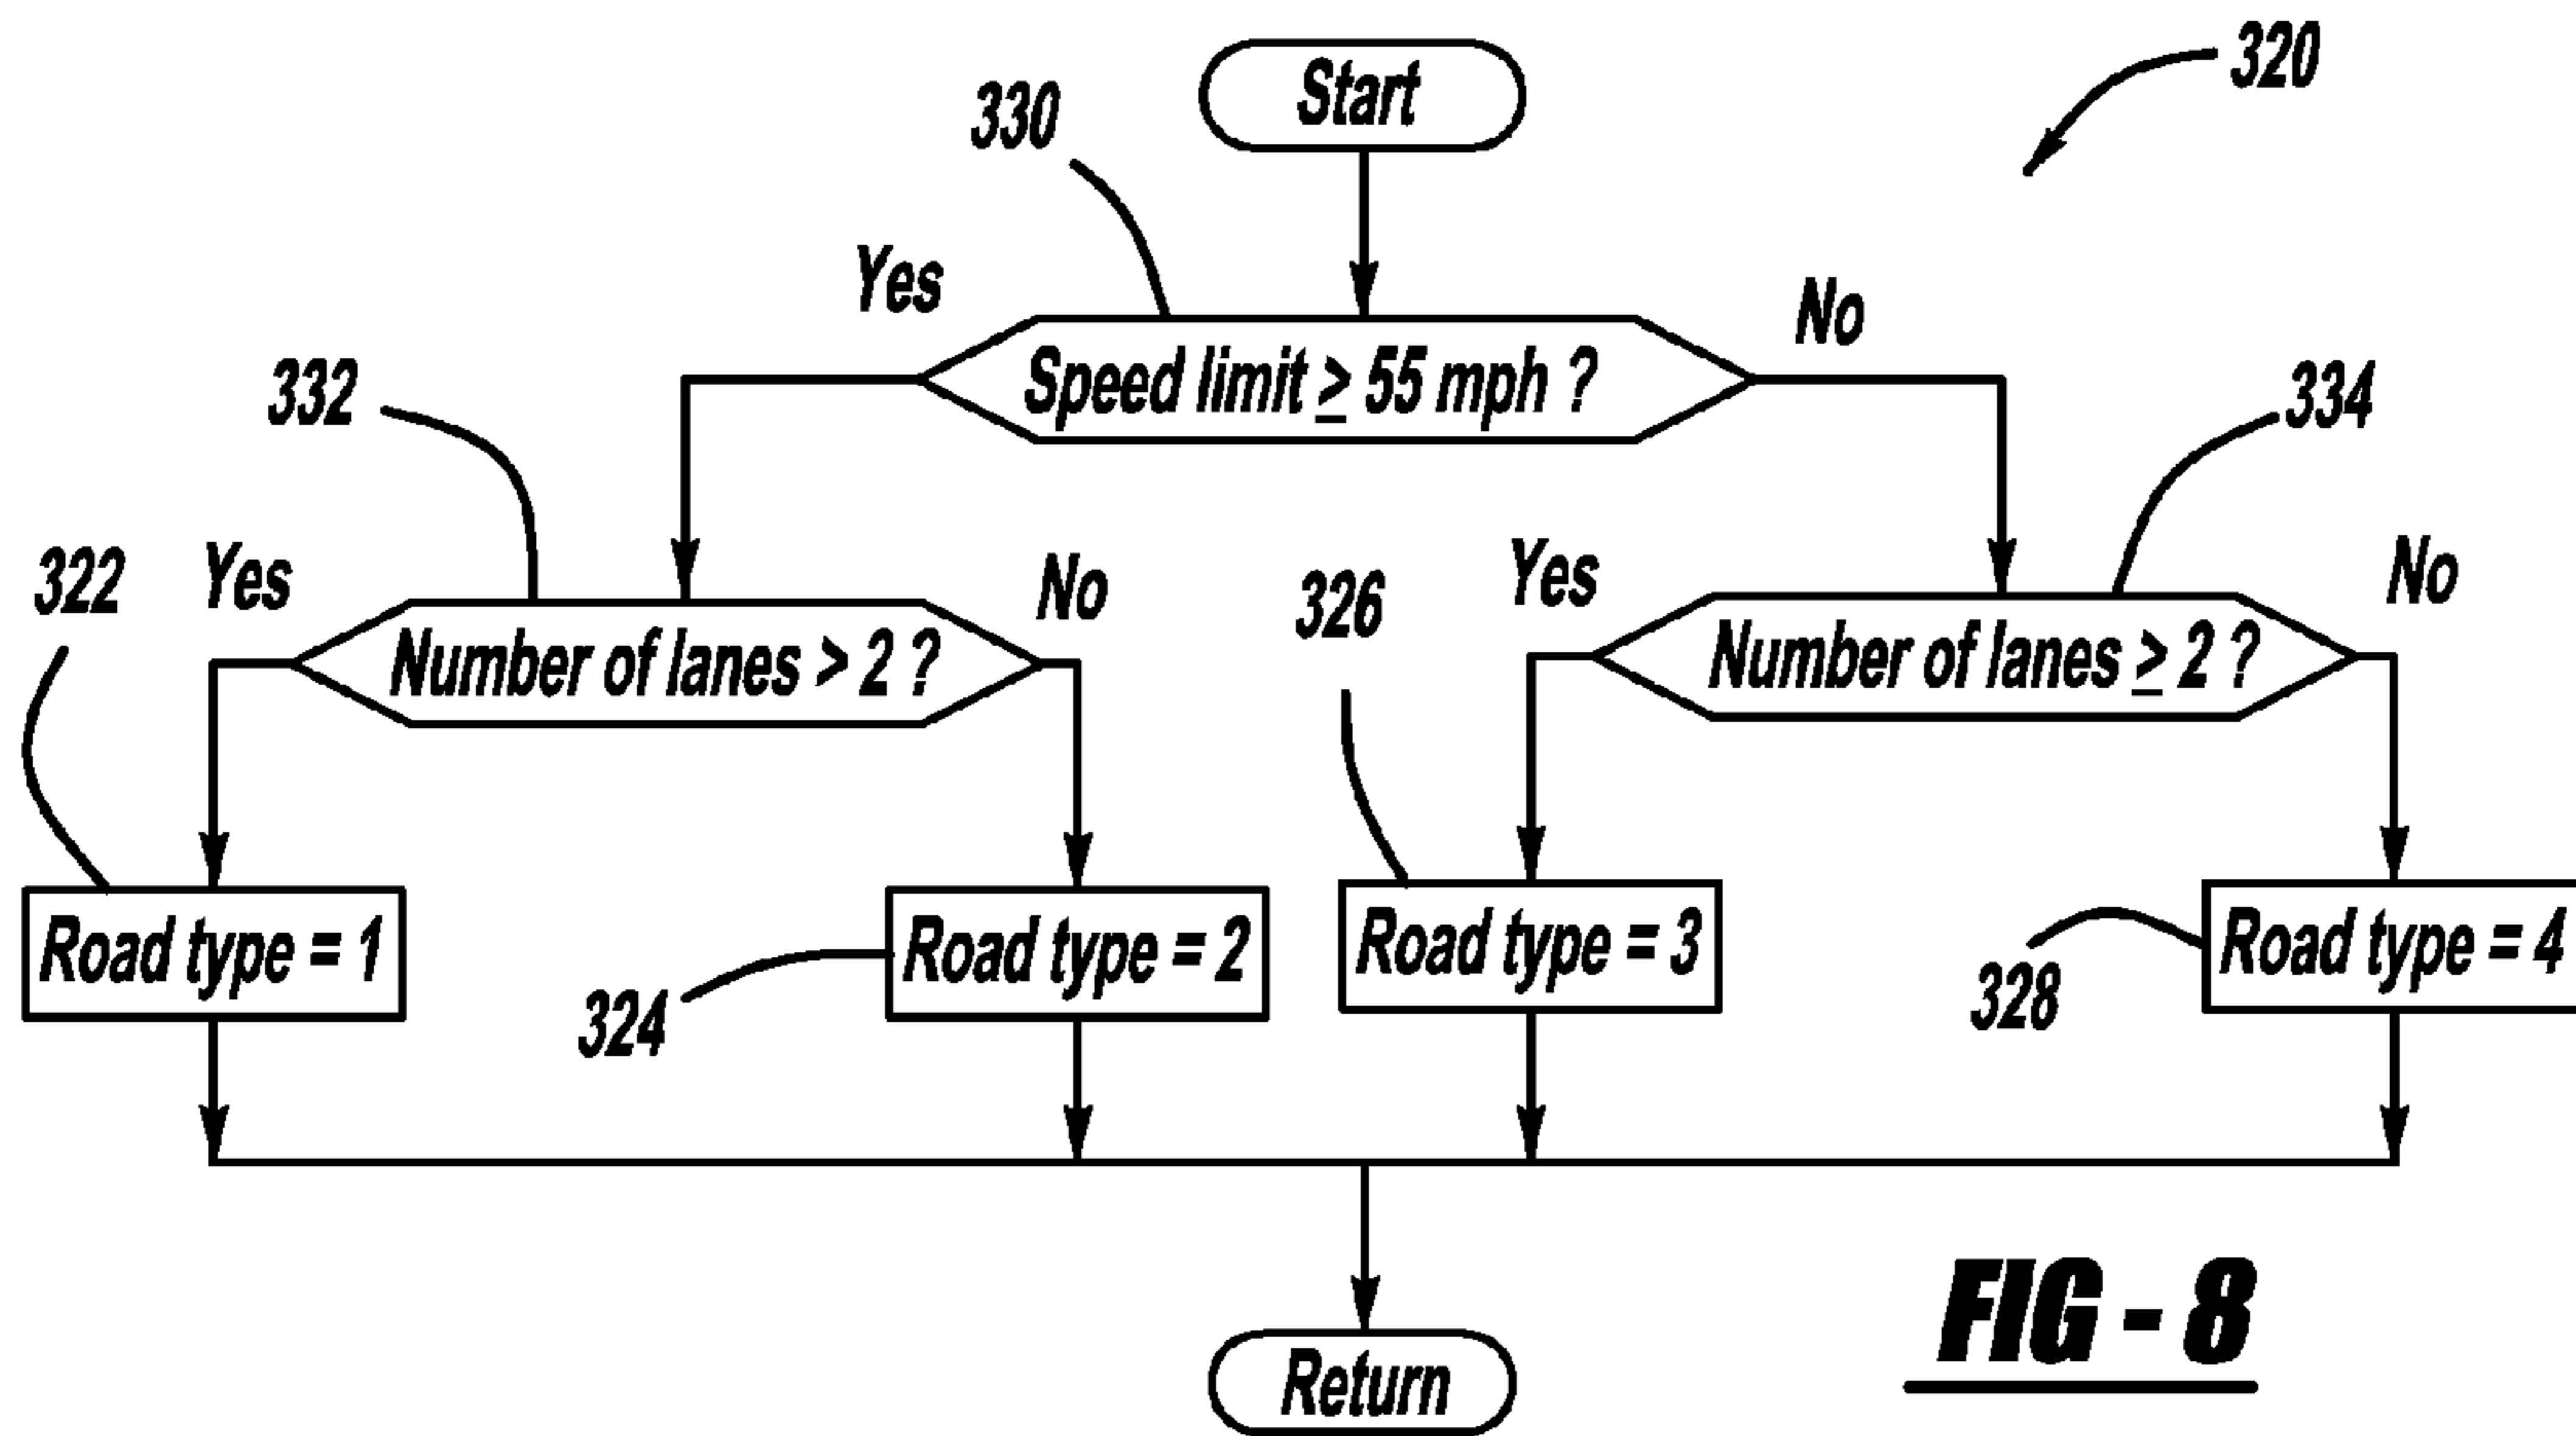 320
Start
330
Yes
No
Speed limit ≥ 55 mph ?
332
334
322
Yes
No
326
Yes
No
Number of lanes > 2 ?
Number of lanes ≥ 2 ?
Road type = 1
Road type = 2
Road type = 3
Road type = 4
324
328
Return
FIG - 8